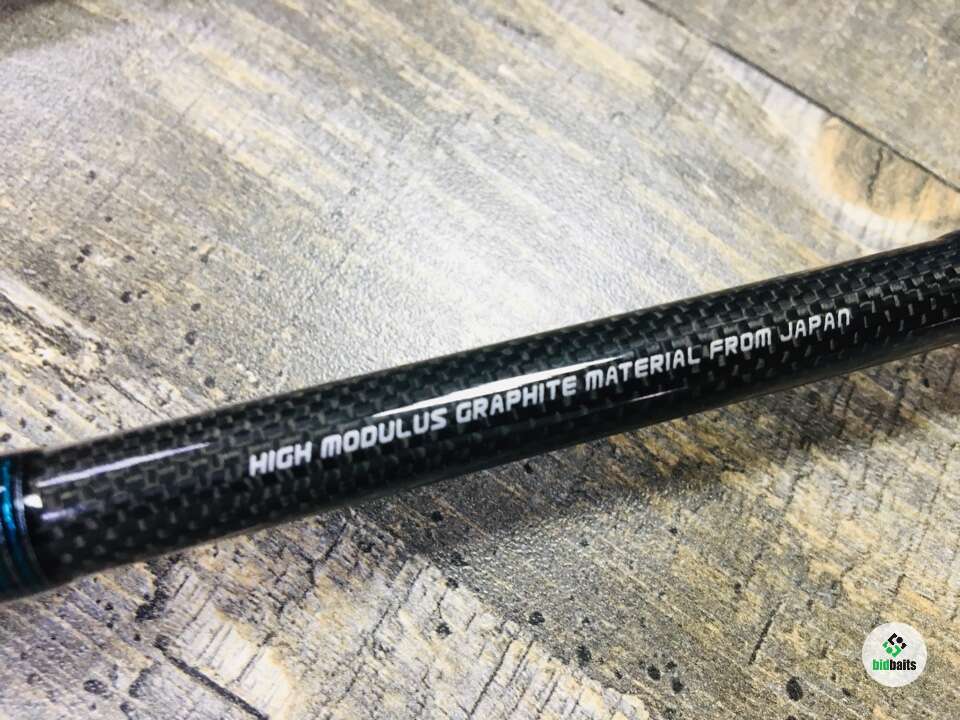 HIGH MODULUS GRAPHITE MATERIAL FROM JAPAN
bidbaits